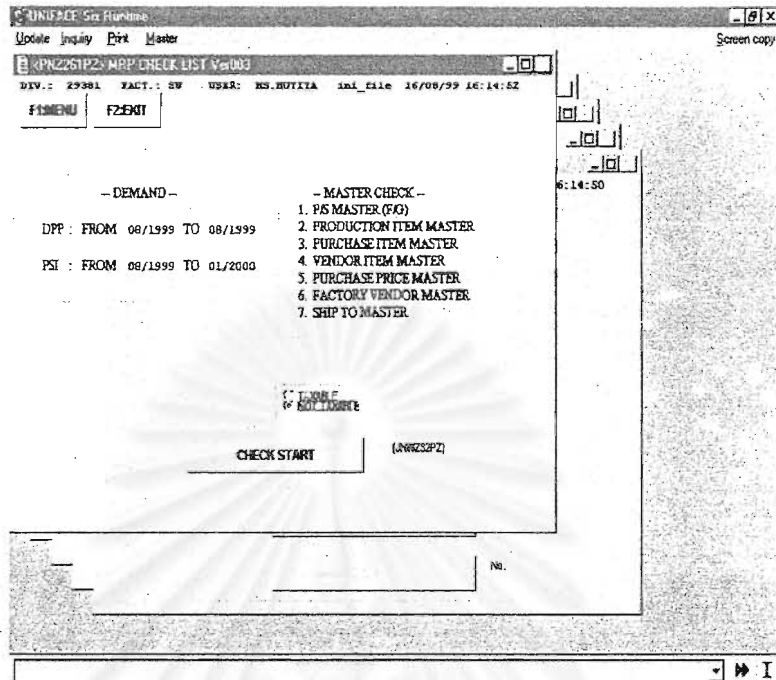 UNIFACE Six Runtime
Update Inquiry Print Master
Screen copy
<PNZ261PZ> MRP CHECK LIST Ver003
DIV.: 29381 FACT.: SW USER: MS.NUTIYA ini_file 16/08/99 16:14:52
F1:MENU F2:EXIT
6:14:50
-- DEMAND --
DPP : FROM 08/1999 TO 08/1999
PSI : FROM 08/1999 TO 01/2000
-- MASTER CHECK --
1. P/S MASTER (F/G)
2. PRODUCTION ITEM MASTER
3. PURCHASE ITEM MASTER
4. VENDOR ITEM MASTER
5. PURCHASE PRICE MASTER
6. FACTORY VENDOR MASTER
7. SHIP TO MASTER
NOT
CHECK START
No.